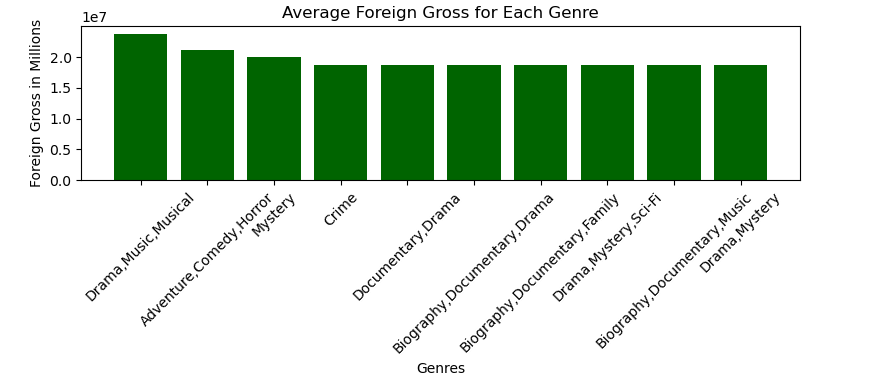 Average Foreign Gross for Each Genre
1e7
Foreign Gross in Millions
2.0
1.5
1.0
0.5
0.0
Drama,Music,Musical
Adventure,Comedy,Horror
Mystery
Crime
Documentary,Drama
Biography,Documentary,Drama
Biography,Documentary,Family
Drama,Mystery,Sci-Fi
Biography,Documentary,Music
Drama,Mystery
Genres